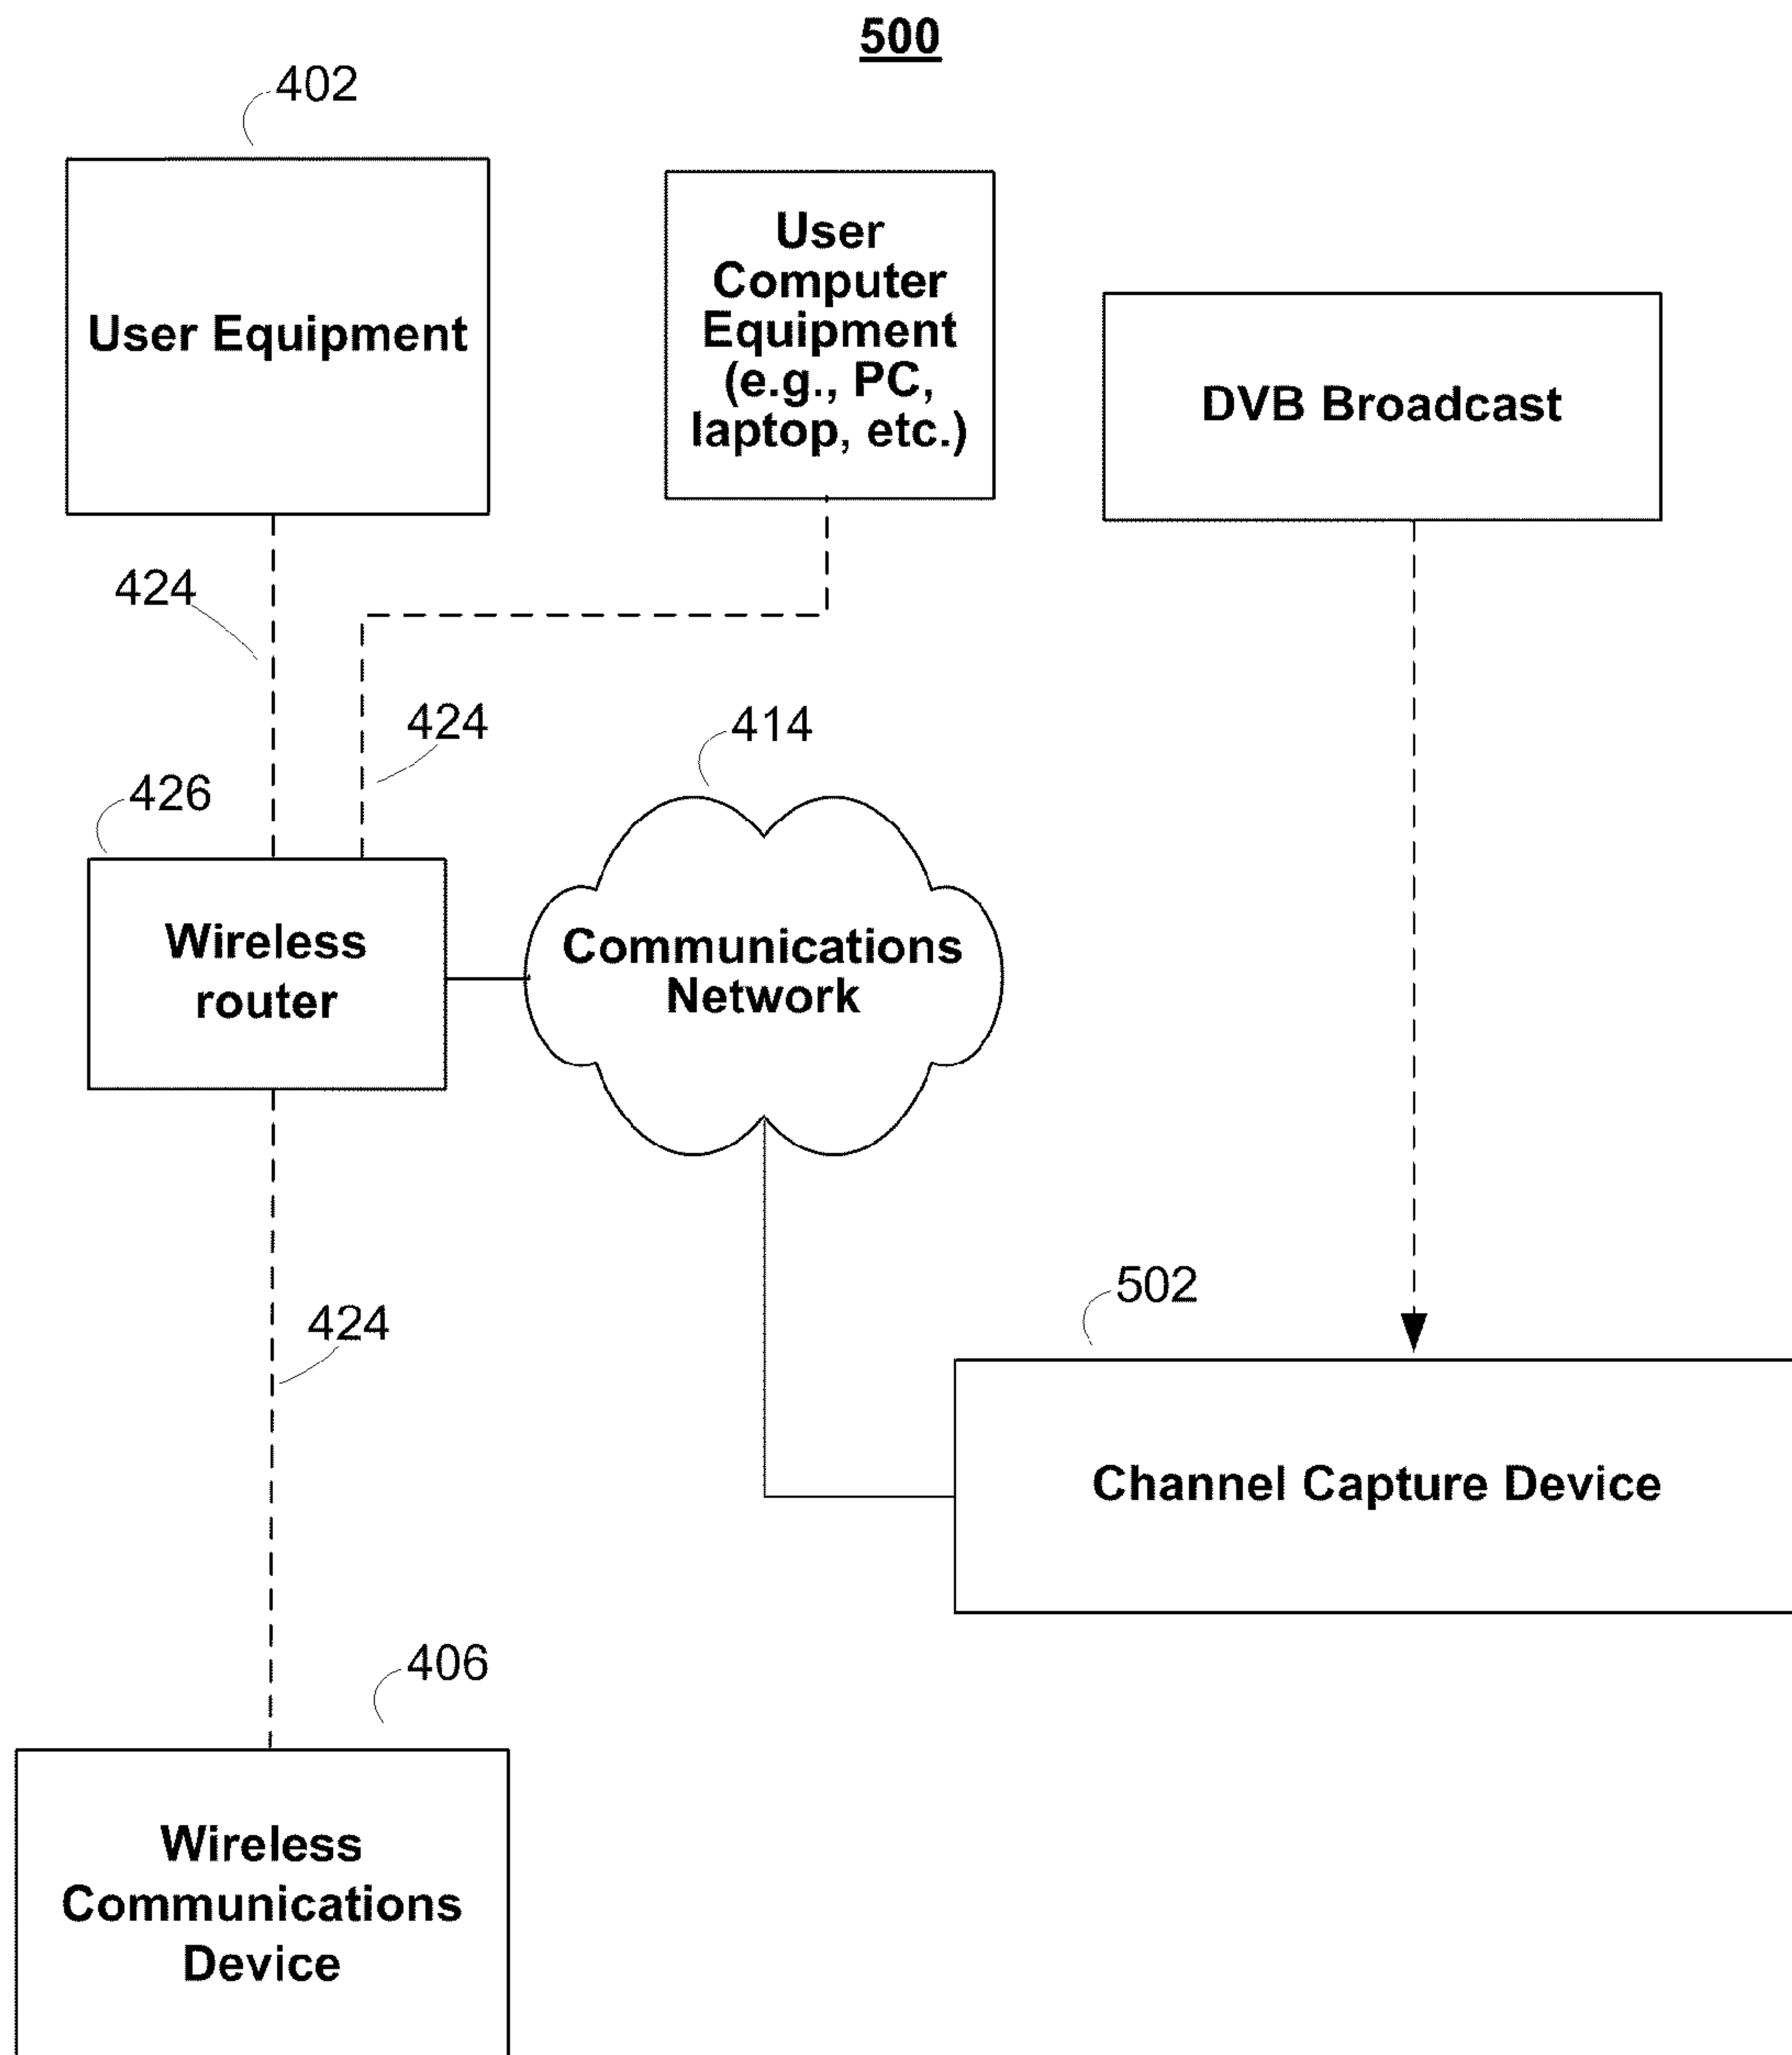 500
402
User Equipment
User
Computer
Equipment
(e.g., PC,
laptop, etc.)
DVB Broadcast
424
424
414
426
Wireless
router
Communications
Network
502
424
Channel Capture Device
406
Wireless
Communications
Device